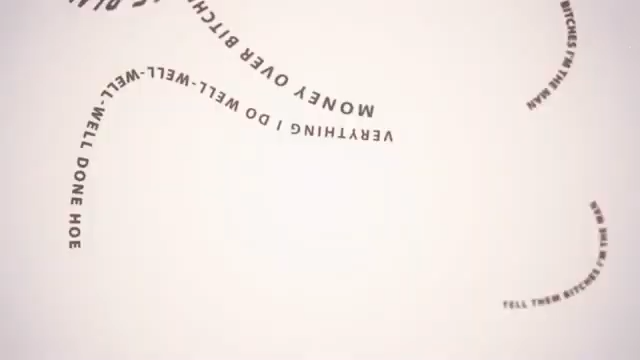 MONEY OVER BITCH
VERYTHING I DO WELL-WELL-WELL-WELL-WELL DONE HOE
BITCHES I'M THE MAN
TELL THEM BITCHES I'M THE MAN